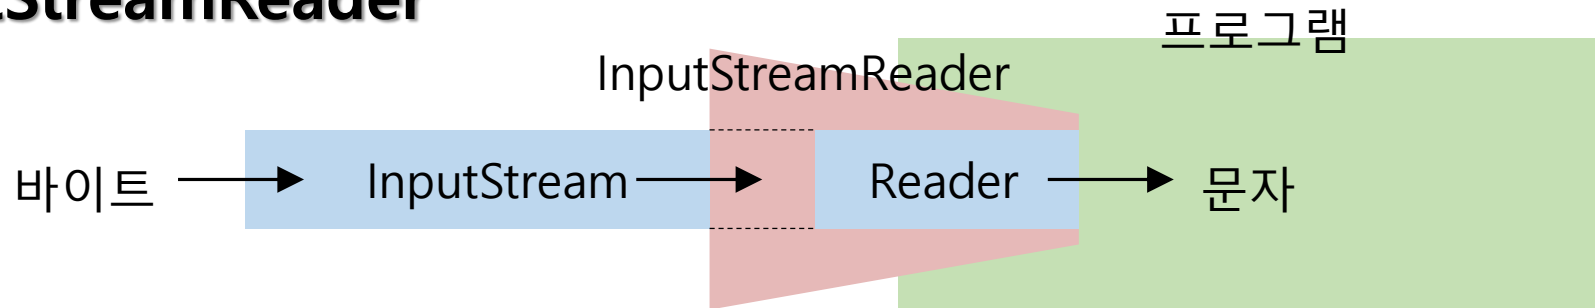 StreamReader
프로그램
InputStreamReader
바이트 InputStream Reader 문자